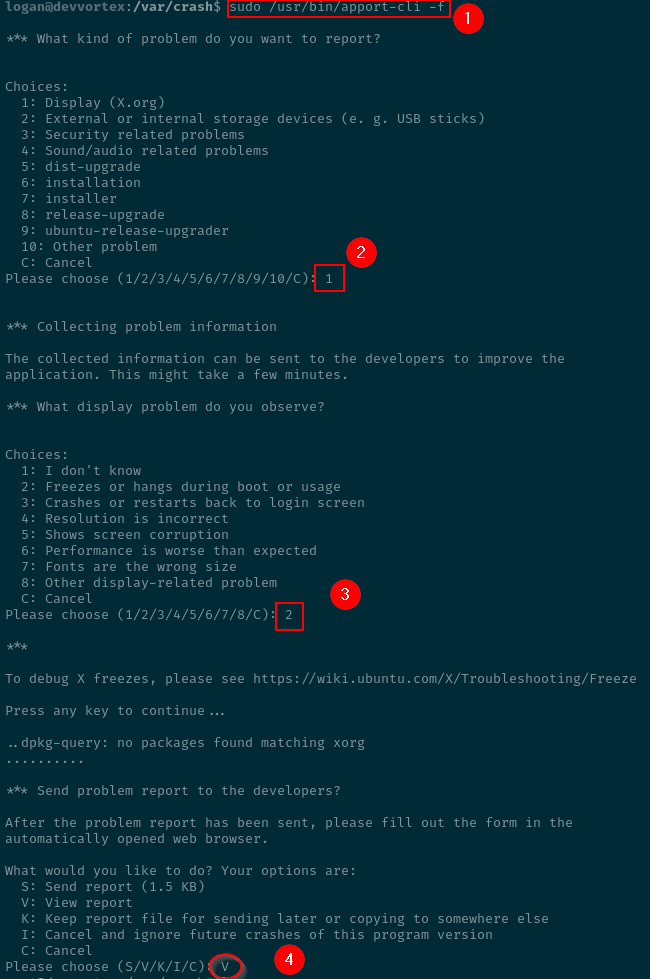 logan@devvortex:/var/crash$ sudo /usr/bin/apport-cli -f
1
*** What kind of problem do you want to report?
Choices:
1: Display (X.org)
2: External or internal storage devices (e. g. USB sticks)
3: Security related problems
4: Sound/audio related problems
5: dist-upgrade
6: installation
7: installer
8: release-upgrade
9: ubuntu-release-upgrader
10: Other problem
2
C: Cancel
Please choose (1/2/3/4/5/6/7/8/9/10/C): 1
*** Collecting problem information
The collected information can be sent to the developers to improve the
application. This might take a few minutes.
*** What display problem do you observe?
Choices:
1: I don't know
2: Freezes or hangs during boot or usage
3: Crashes or restarts back to login screen
4: Resolution is incorrect
5: Shows screen corruption
6: Performance is worse than expected
7: Fonts are the wrong size
8: Other display-related problem
3
C: Cancel
Please choose (1/2/3/4/5/6/7/8/C): 2
***
To debug X freezes, please see https://wiki.ubuntu.com/X/Troubleshooting/Freeze
Press any key to continue...
..dpkg-query: no packages found matching xorg
..........
*** Send problem report to the developers?
After the problem report has been sent, please fill out the form in the
automatically opened web browser.
What would you like to do? Your options are:
S: Send report (1.5 KB)
V: View report
K: Keep report file for sending later or copying to somewhere else
I: Cancel and ignore future crashes of this program version
C: Cancel
Please choose (S/V/K/I/C): V
4